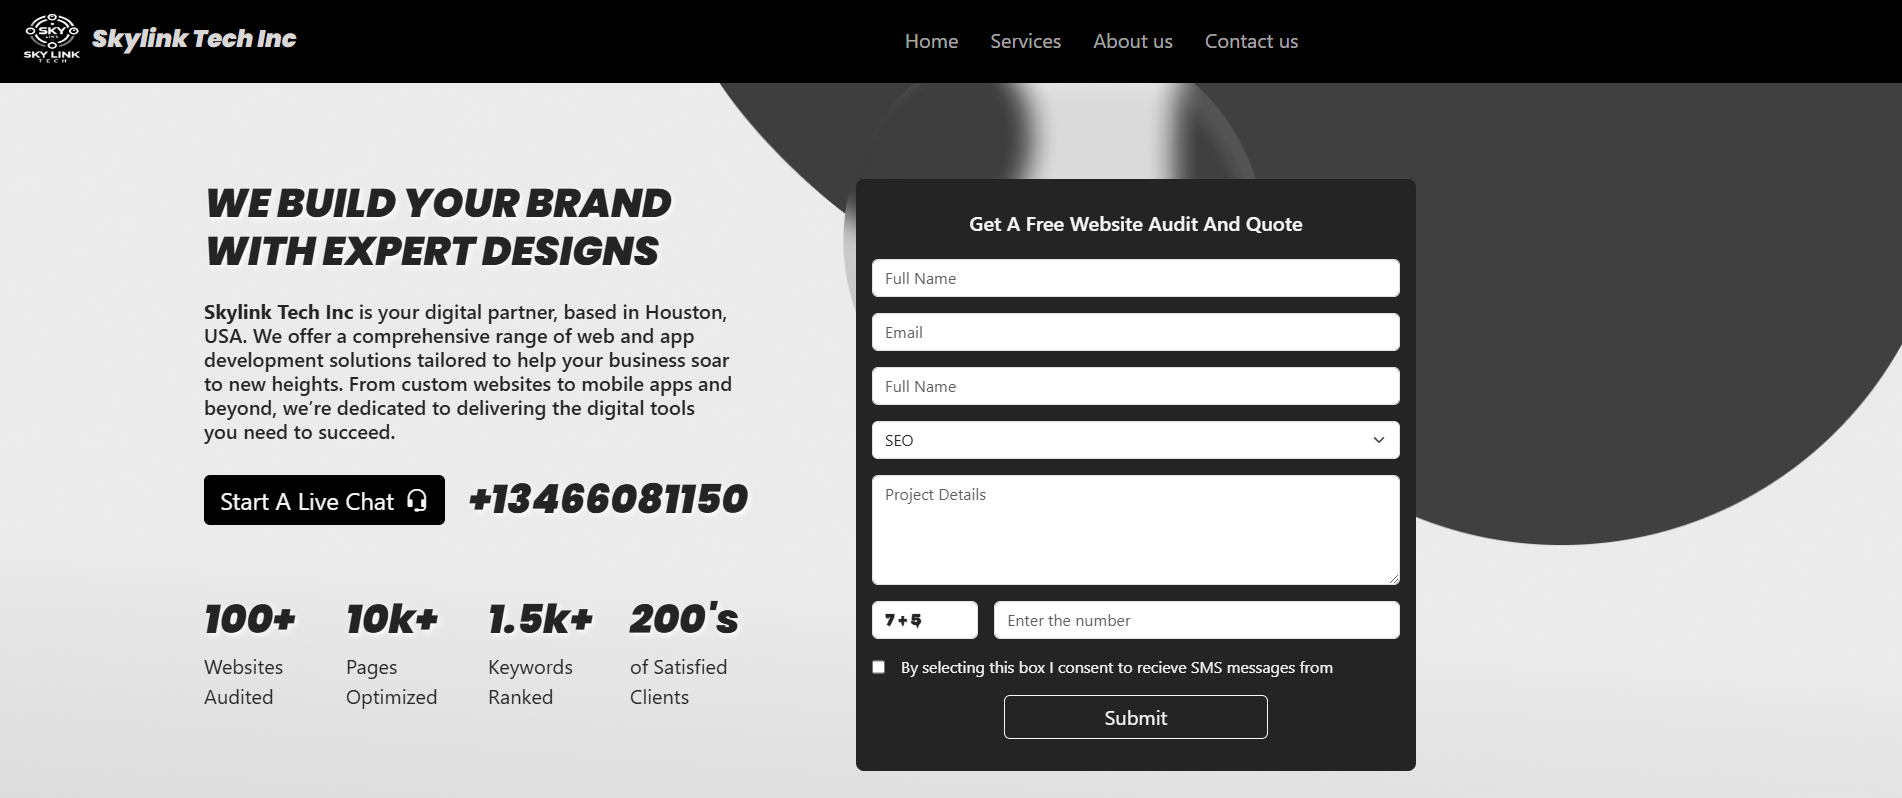 SKY
SKY LINK
TECH
Skylink Tech Inc
Home
Services
About us
Contact us
WE BUILD YOUR BRAND
WITH EXPERT DESIGNS
Skylink Tech Inc is your digital partner, based in Houston,
USA. We offer a comprehensive range of web and app
development solutions tailored to help your business soar
to new heights. From custom websites to mobile apps and
beyond, we’re dedicated to delivering the digital tools
you need to succeed.
Start A Live Chat
+13466081150
100+
Websites
Audited
10k+
Pages
Optimized
1.5k+
Keywords
Ranked
200's
of Satisfied
Clients
Get A Free Website Audit And Quote
Full Name
Email
Full Name
SEO
Project Details
7 + 5
Enter the number
By selecting this box I consent to recieve SMS messages from
Submit